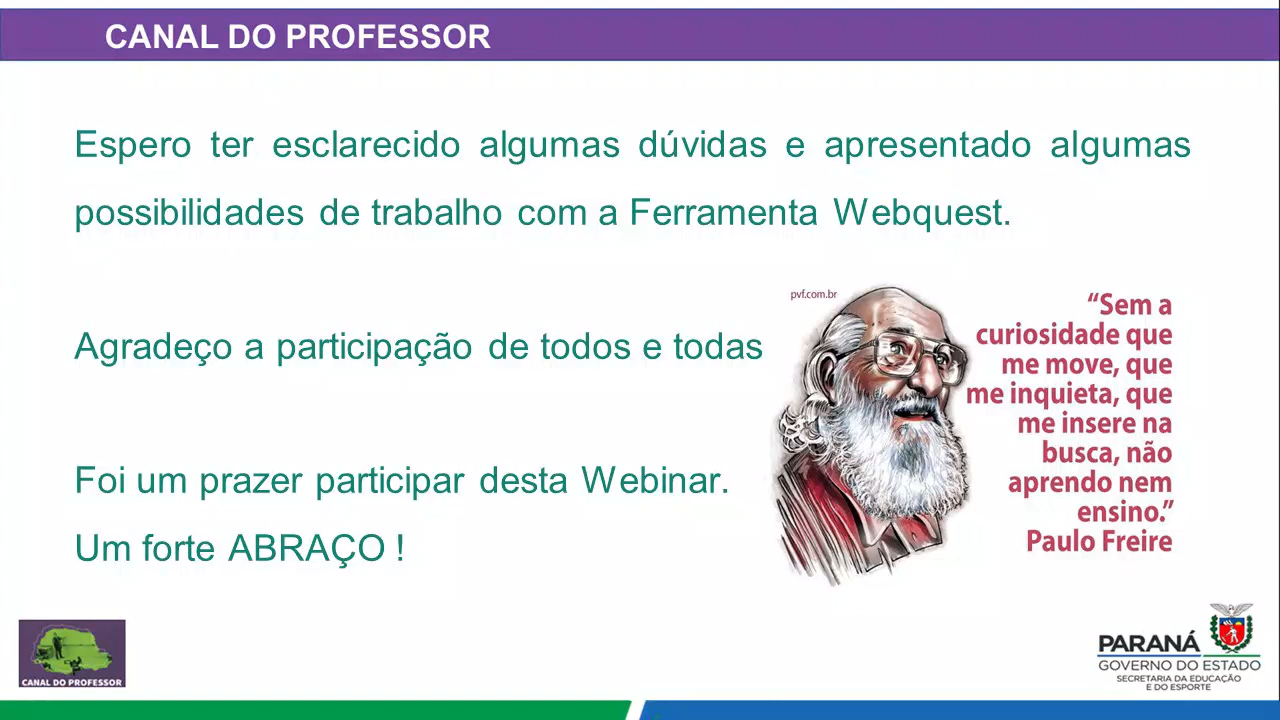 CANAL DO PROFESSOR
Espero ter esclarecido algumas dúvidas e apresentado algumas
possibilidades de trabalho com a Ferramenta Webquest.
Agradeço a participação de todos e todas
Foi um prazer participar desta Webinar.
Um forte ABRAÇO !
pvf.com.br
“Sem a
curiosidade que
me move, que
me inquieta, que
me insere na
busca, não
aprendo nem
ensino.”
Paulo Freire
CANAL DO PROFESSOR
PARANÁ
GOVERNO DO ESTADO
SECRETARIA DA EDUCAÇÃO
E DO ESPORTE